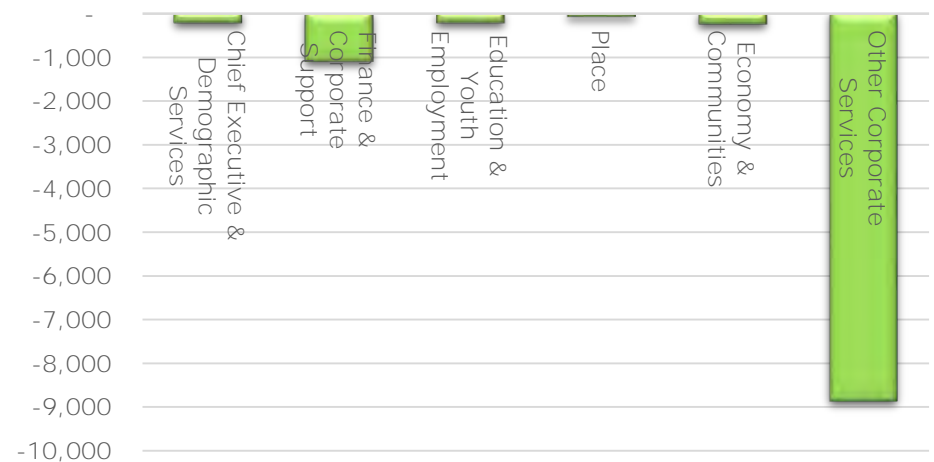 -
-1,000
-2,000
-3,000
-4,000
-5,000
-6,000
-7,000
-8,000
-9,000
-10,000
Chief Executive &
Demographic
Services
Finance &
Corporate
Support
Education &
Youth
Employment
Place
Economy &
Communities
Other Corporate
Services